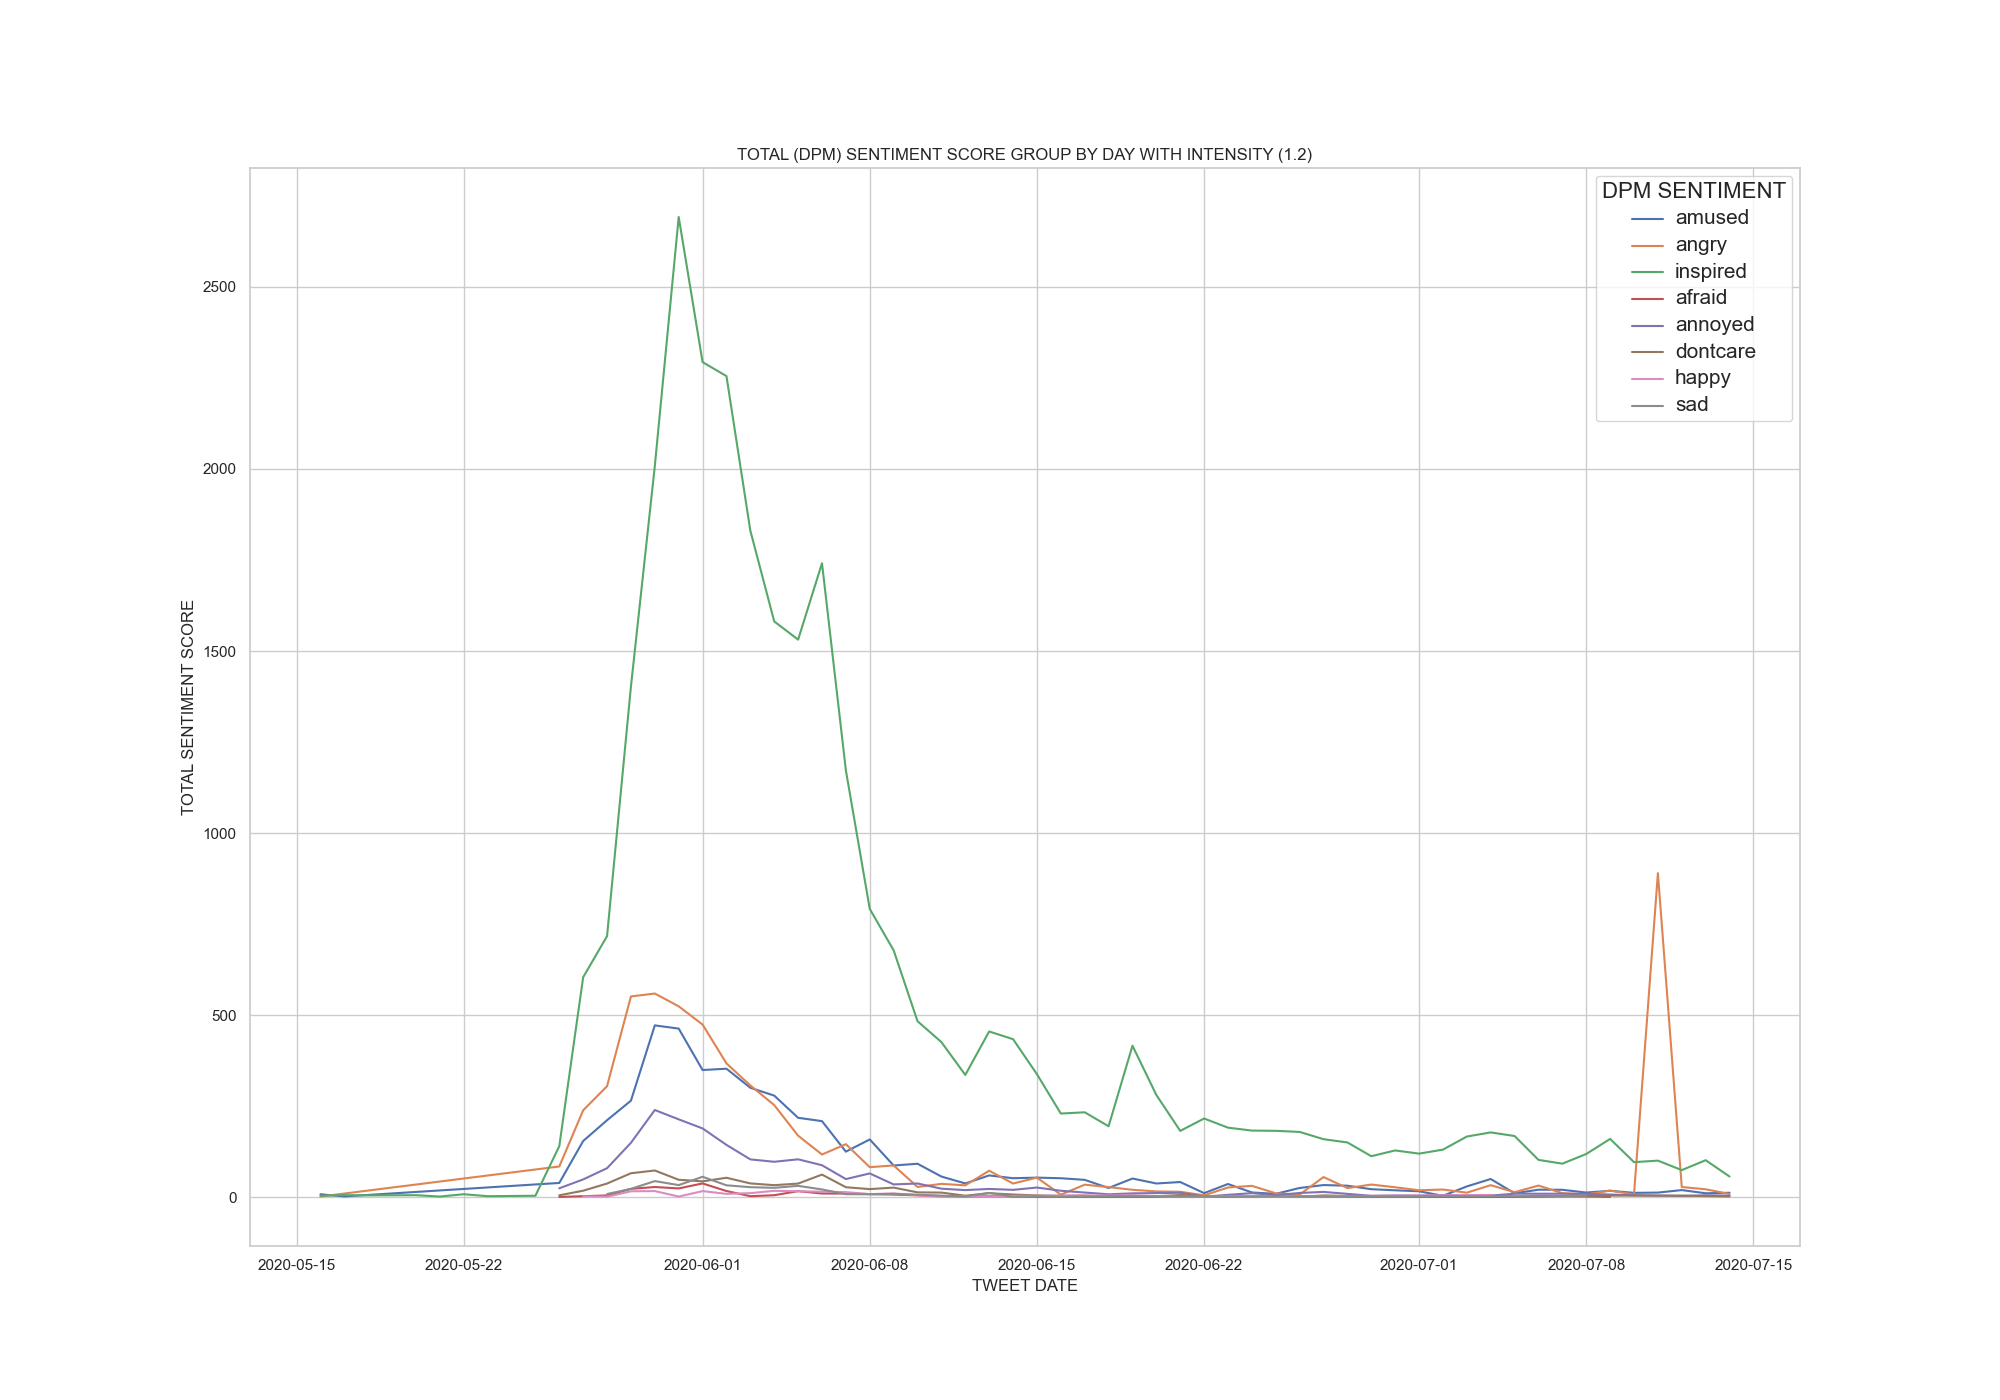 TOTAL (DPM) SENTIMENT SCORE GROUP BY DAY WITH INTENSITY (1.2)
DPM SENTIMENT
amused
angry
inspired
afraid
annoyed
dontcare
happy
sad
TOTAL SENTIMENT SCORE
2500
2000
1500
1000
500
0
2020-05-15 2020-05-22 2020-06-01 2020-06-08 2020-06-15 2020-06-22 2020-07-01 2020-07-08 2020-07-15
TWEET DATE